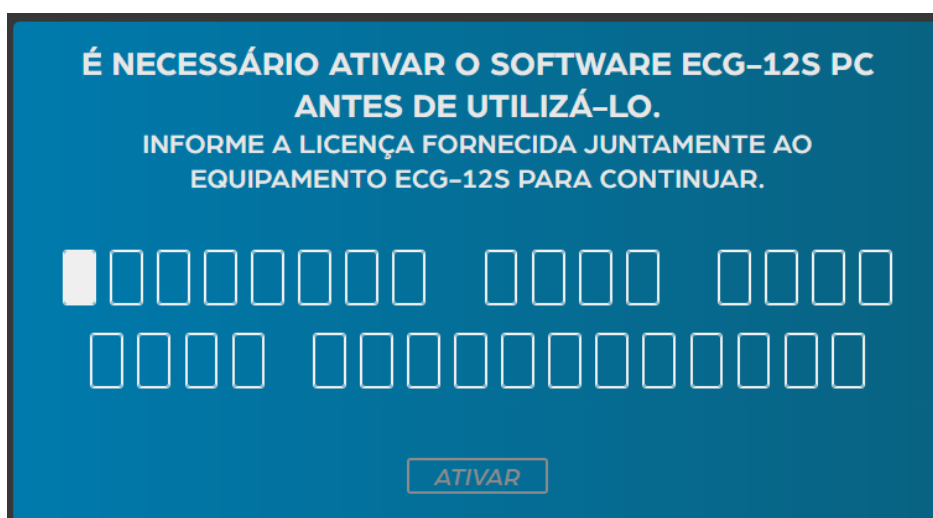 É NECESSÁRIO ATIVAR O SOFTWARE ECG-12S PC
ANTES DE UTILIZÁ-LO.
INFORME A LICENÇA FORNECIDA JUNTAMENTE AO
EQUIPAMENTO ECG-12S PARA CONTINUAR.
ATIVAR